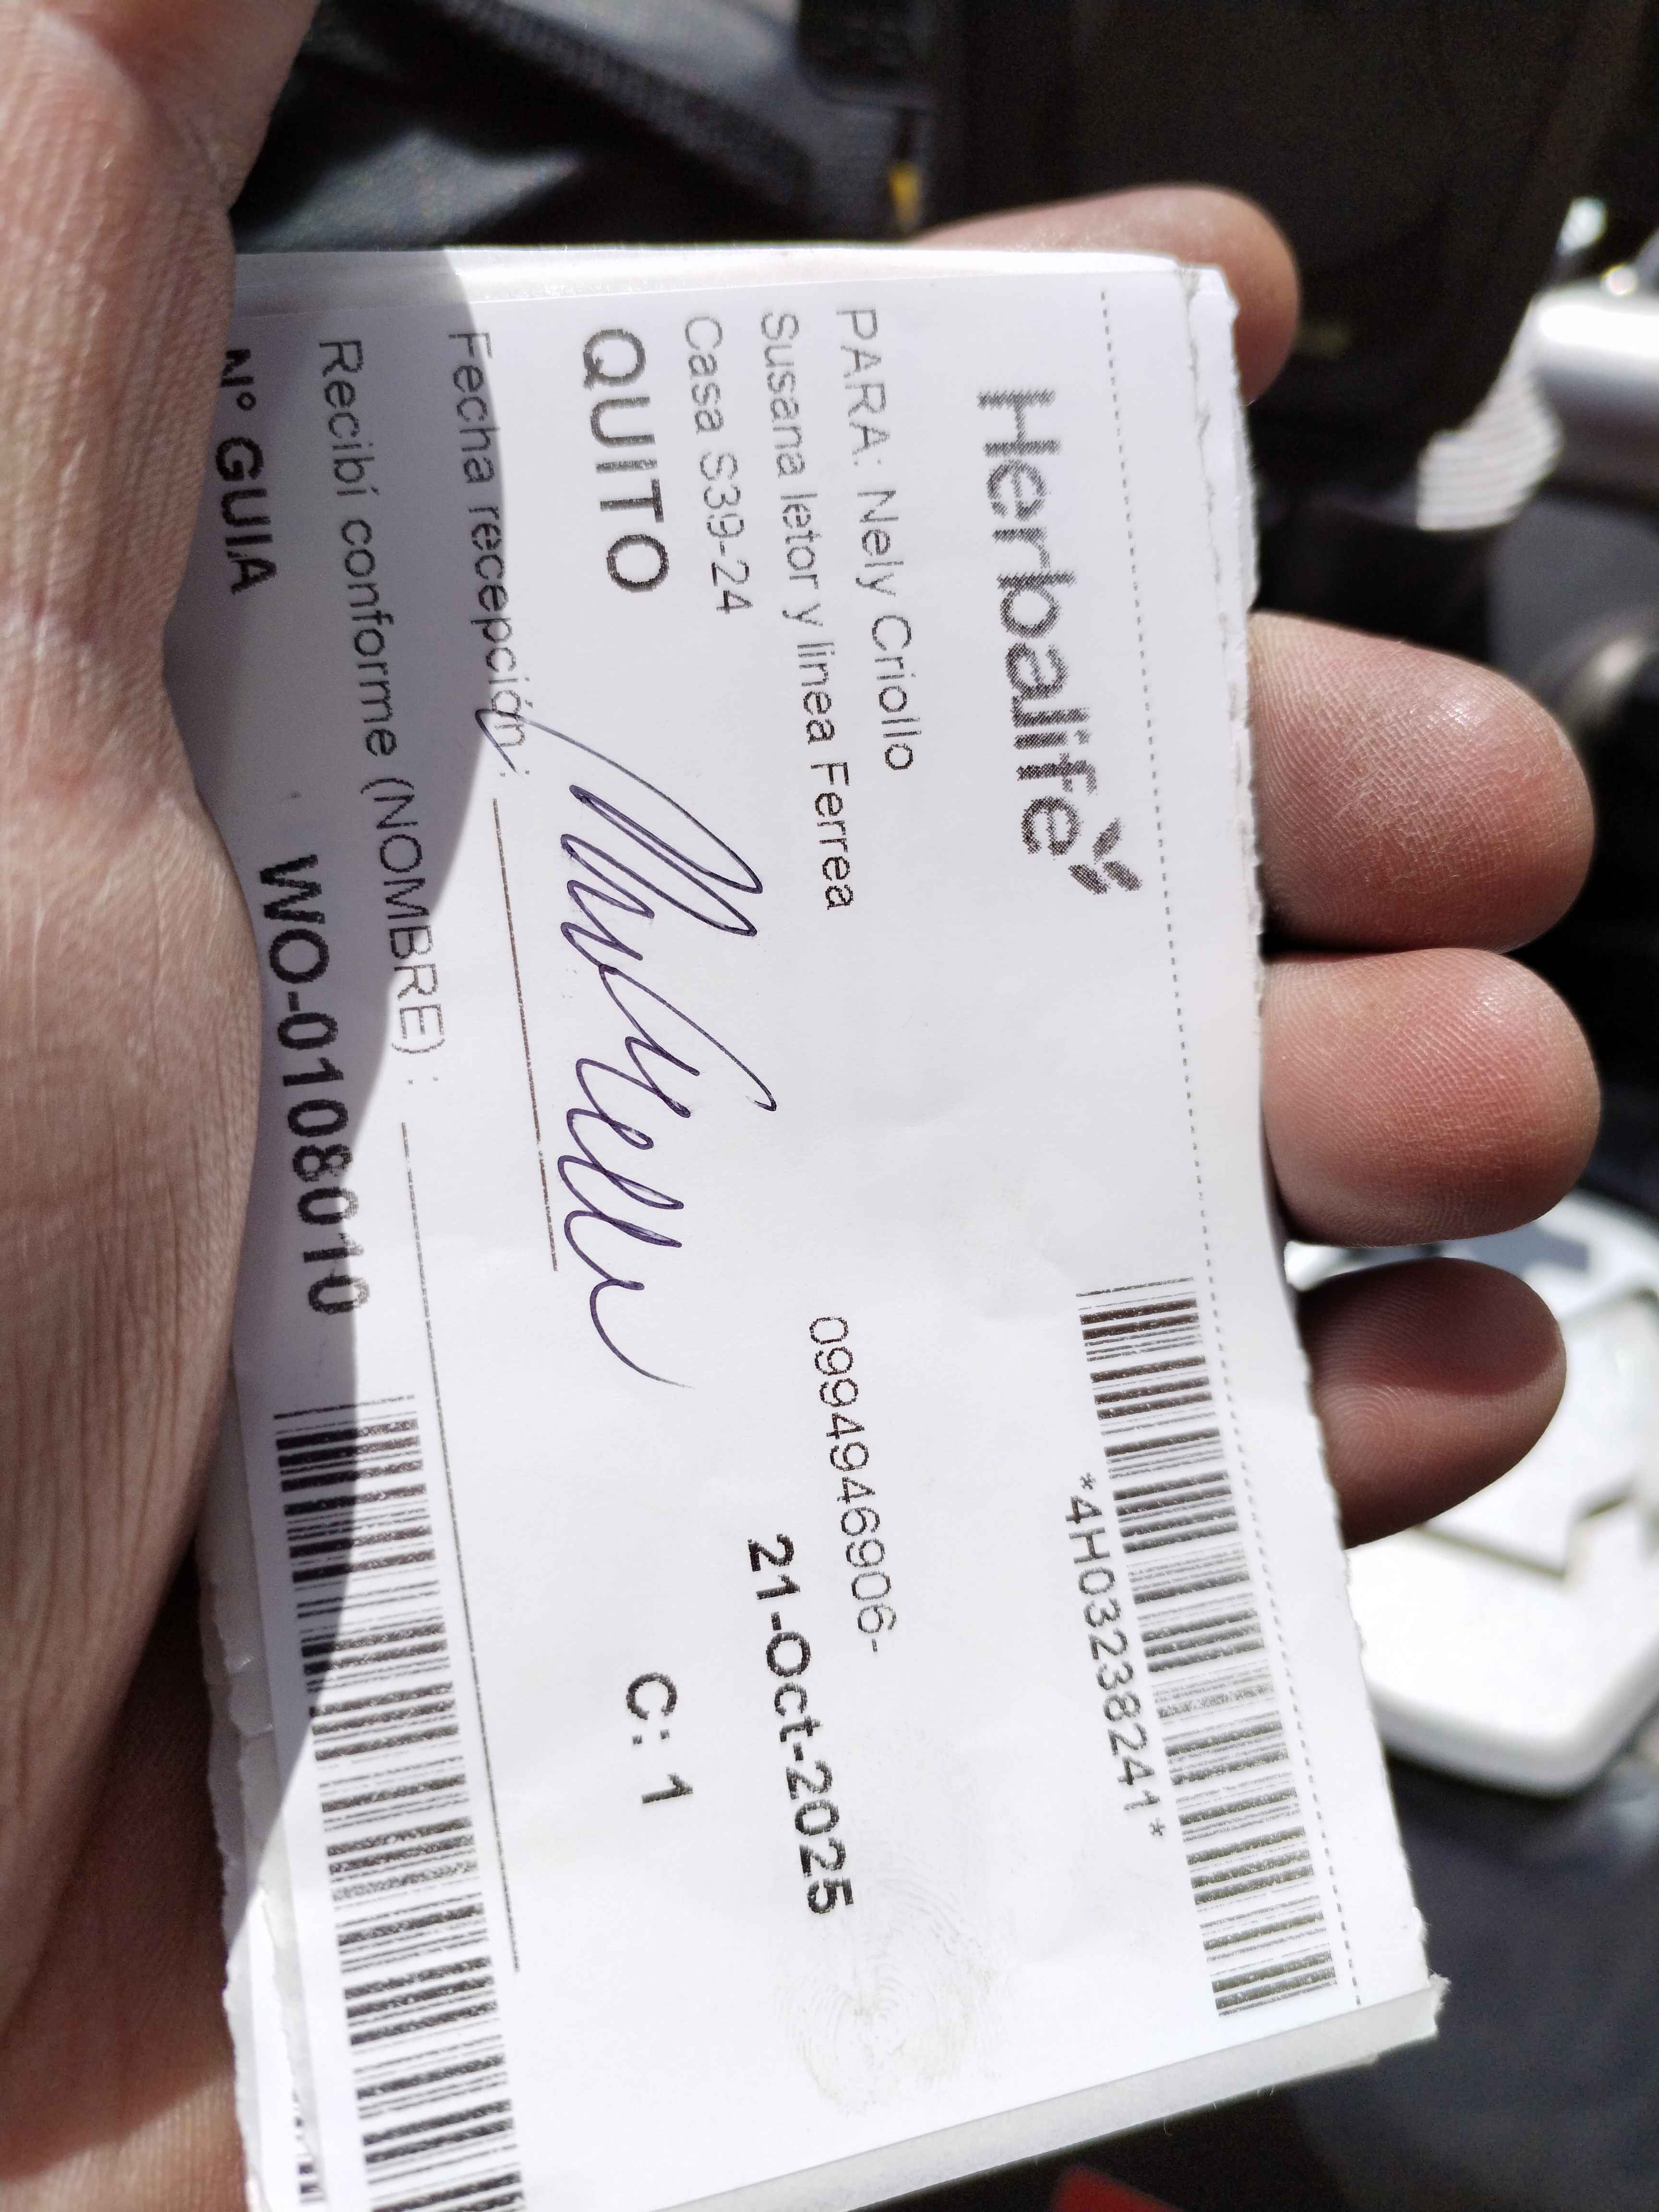 Herbalife
*4H03238241*
PARA: Nely Criollo
0994946906-
Susana letor y linea Ferrea
21-Oct-2025
Casa S39-24
QUITO
C: 1
Fecha recepción:
Recibí conforme (NOMBRE) :
N° GUIA
WO-0108010